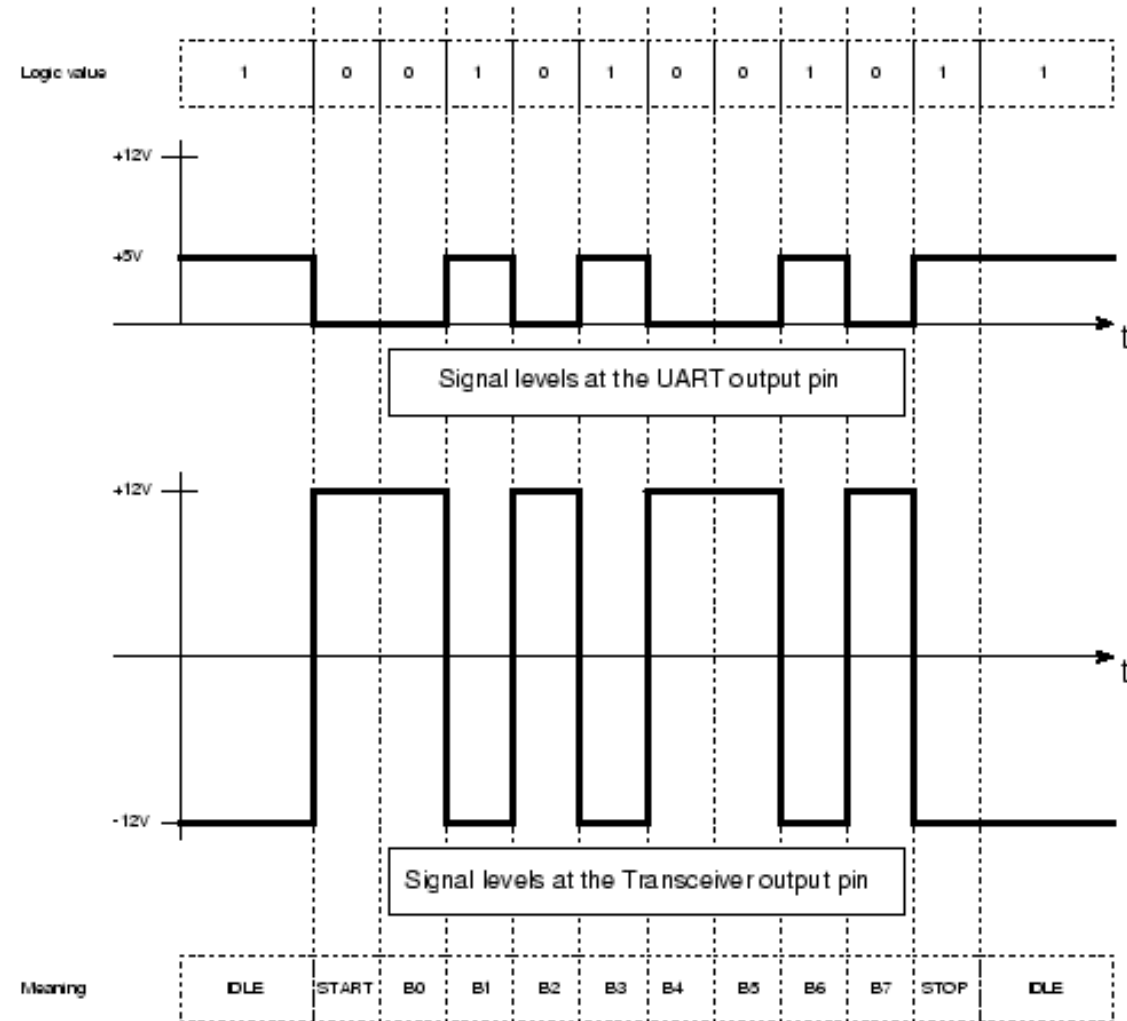 Logic value 1 0 0 1 0 1 0 0 1 0 1 1
+12V
+5V
t
Signal levels at the UART output pin
+12V
t
-12V
Signal levels at the Transceiver output pin
Meaning IDLE START B0 B1 B2 B3 B4 B5 B6 B7 STOP IDLE